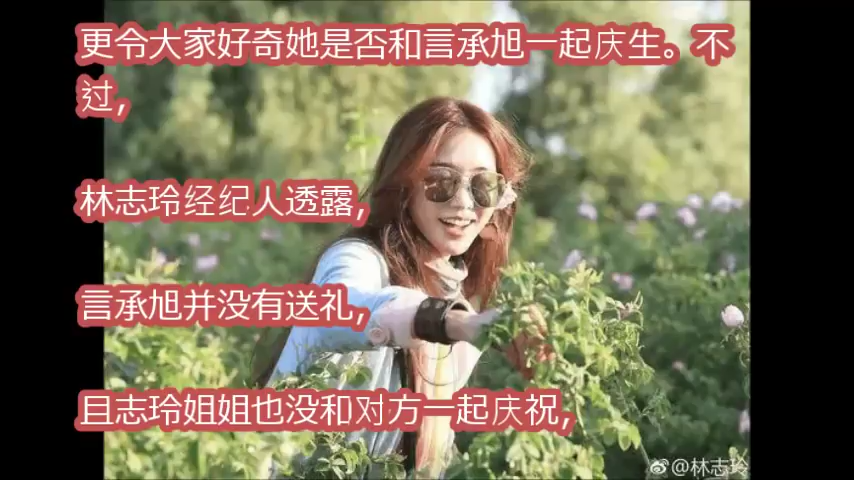 更令大家好奇她是否和言承旭一起庆生。不
过，
林志玲经纪人透露，
言承旭并没有送礼，
且志玲姐姐也没和对方一起庆祝，
@林志玲